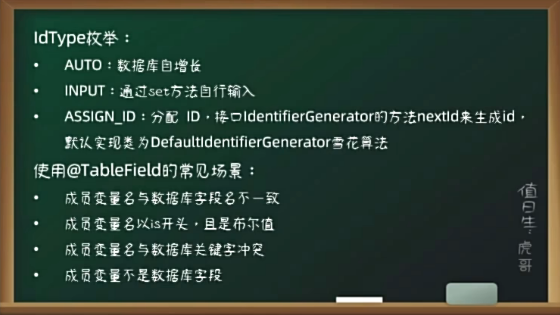 IdType枚举：
• AUTO：数据库自增长
• INPUT：通过set方法自行输入
• ASSIGN_ID：分配 ID，接口IdentifierGenerator的方法nextId来生成id，
默认实现类为DefaultIdentifierGenerator雪花算法
使用@TableField的常见场景：
• 成员变量名与数据库字段名不一致
• 成员变量名以is开头，且是布尔值
• 成员变量名与数据库关键字冲突
• 成员变量不是数据库字段
值日生：虎哥